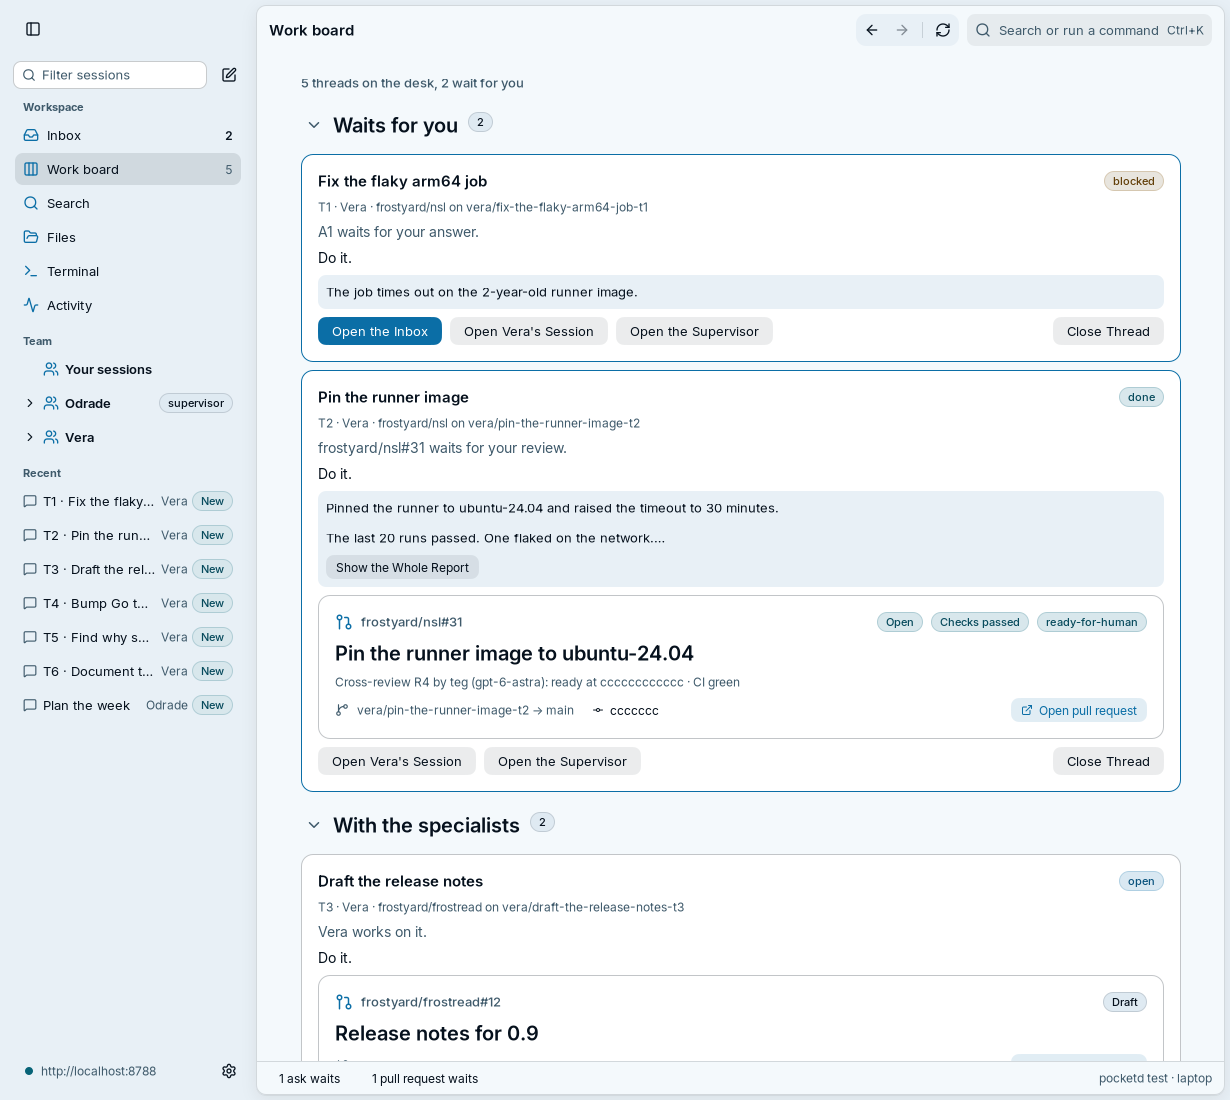 Filter sessions
Workspace
Inbox 2
Work board 5
Search
Files
Terminal
Activity
Team
Your sessions
Odrade supervisor
Vera
Recent
T1 · Fix the flaky... Vera New
T2 · Pin the run... Vera New
T3 · Draft the rel... Vera New
T4 · Bump Go t... Vera New
T5 · Find why s... Vera New
T6 · Document t... Vera New
Plan the week Odrade New
http://localhost:8788
Work board
Search or run a command Ctrl+K
5 threads on the desk, 2 wait for you
Waits for you 2
Fix the flaky arm64 job blocked
T1 · Vera · frostyard/nsl on vera/fix-the-flaky-arm64-job-t1
A1 waits for your answer.
Do it.
The job times out on the 2-year-old runner image.
Open the Inbox Open Vera's Session Open the Supervisor Close Thread
Pin the runner image done
T2 · Vera · frostyard/nsl on vera/pin-the-runner-image-t2
frostyard/nsl#31 waits for your review.
Do it.
Pinned the runner to ubuntu-24.04 and raised the timeout to 30 minutes.
The last 20 runs passed. One flaked on the network....
Show the Whole Report
frostyard/nsl#31 Open Checks passed ready-for-human
Pin the runner image to ubuntu-24.04
Cross-review R4 by teg (gpt-6-astra): ready at cccccccccccc · CI green
vera/pin-the-runner-image-t2 → main ccccccc Open pull request
Open Vera's Session Open the Supervisor Close Thread
With the specialists 2
Draft the release notes open
T3 · Vera · frostyard/frostread on vera/draft-the-release-notes-t3
Vera works on it.
Do it.
frostyard/frostread#12 Draft
Release notes for 0.9
1 ask waits 1 pull request waits pocketd test · laptop